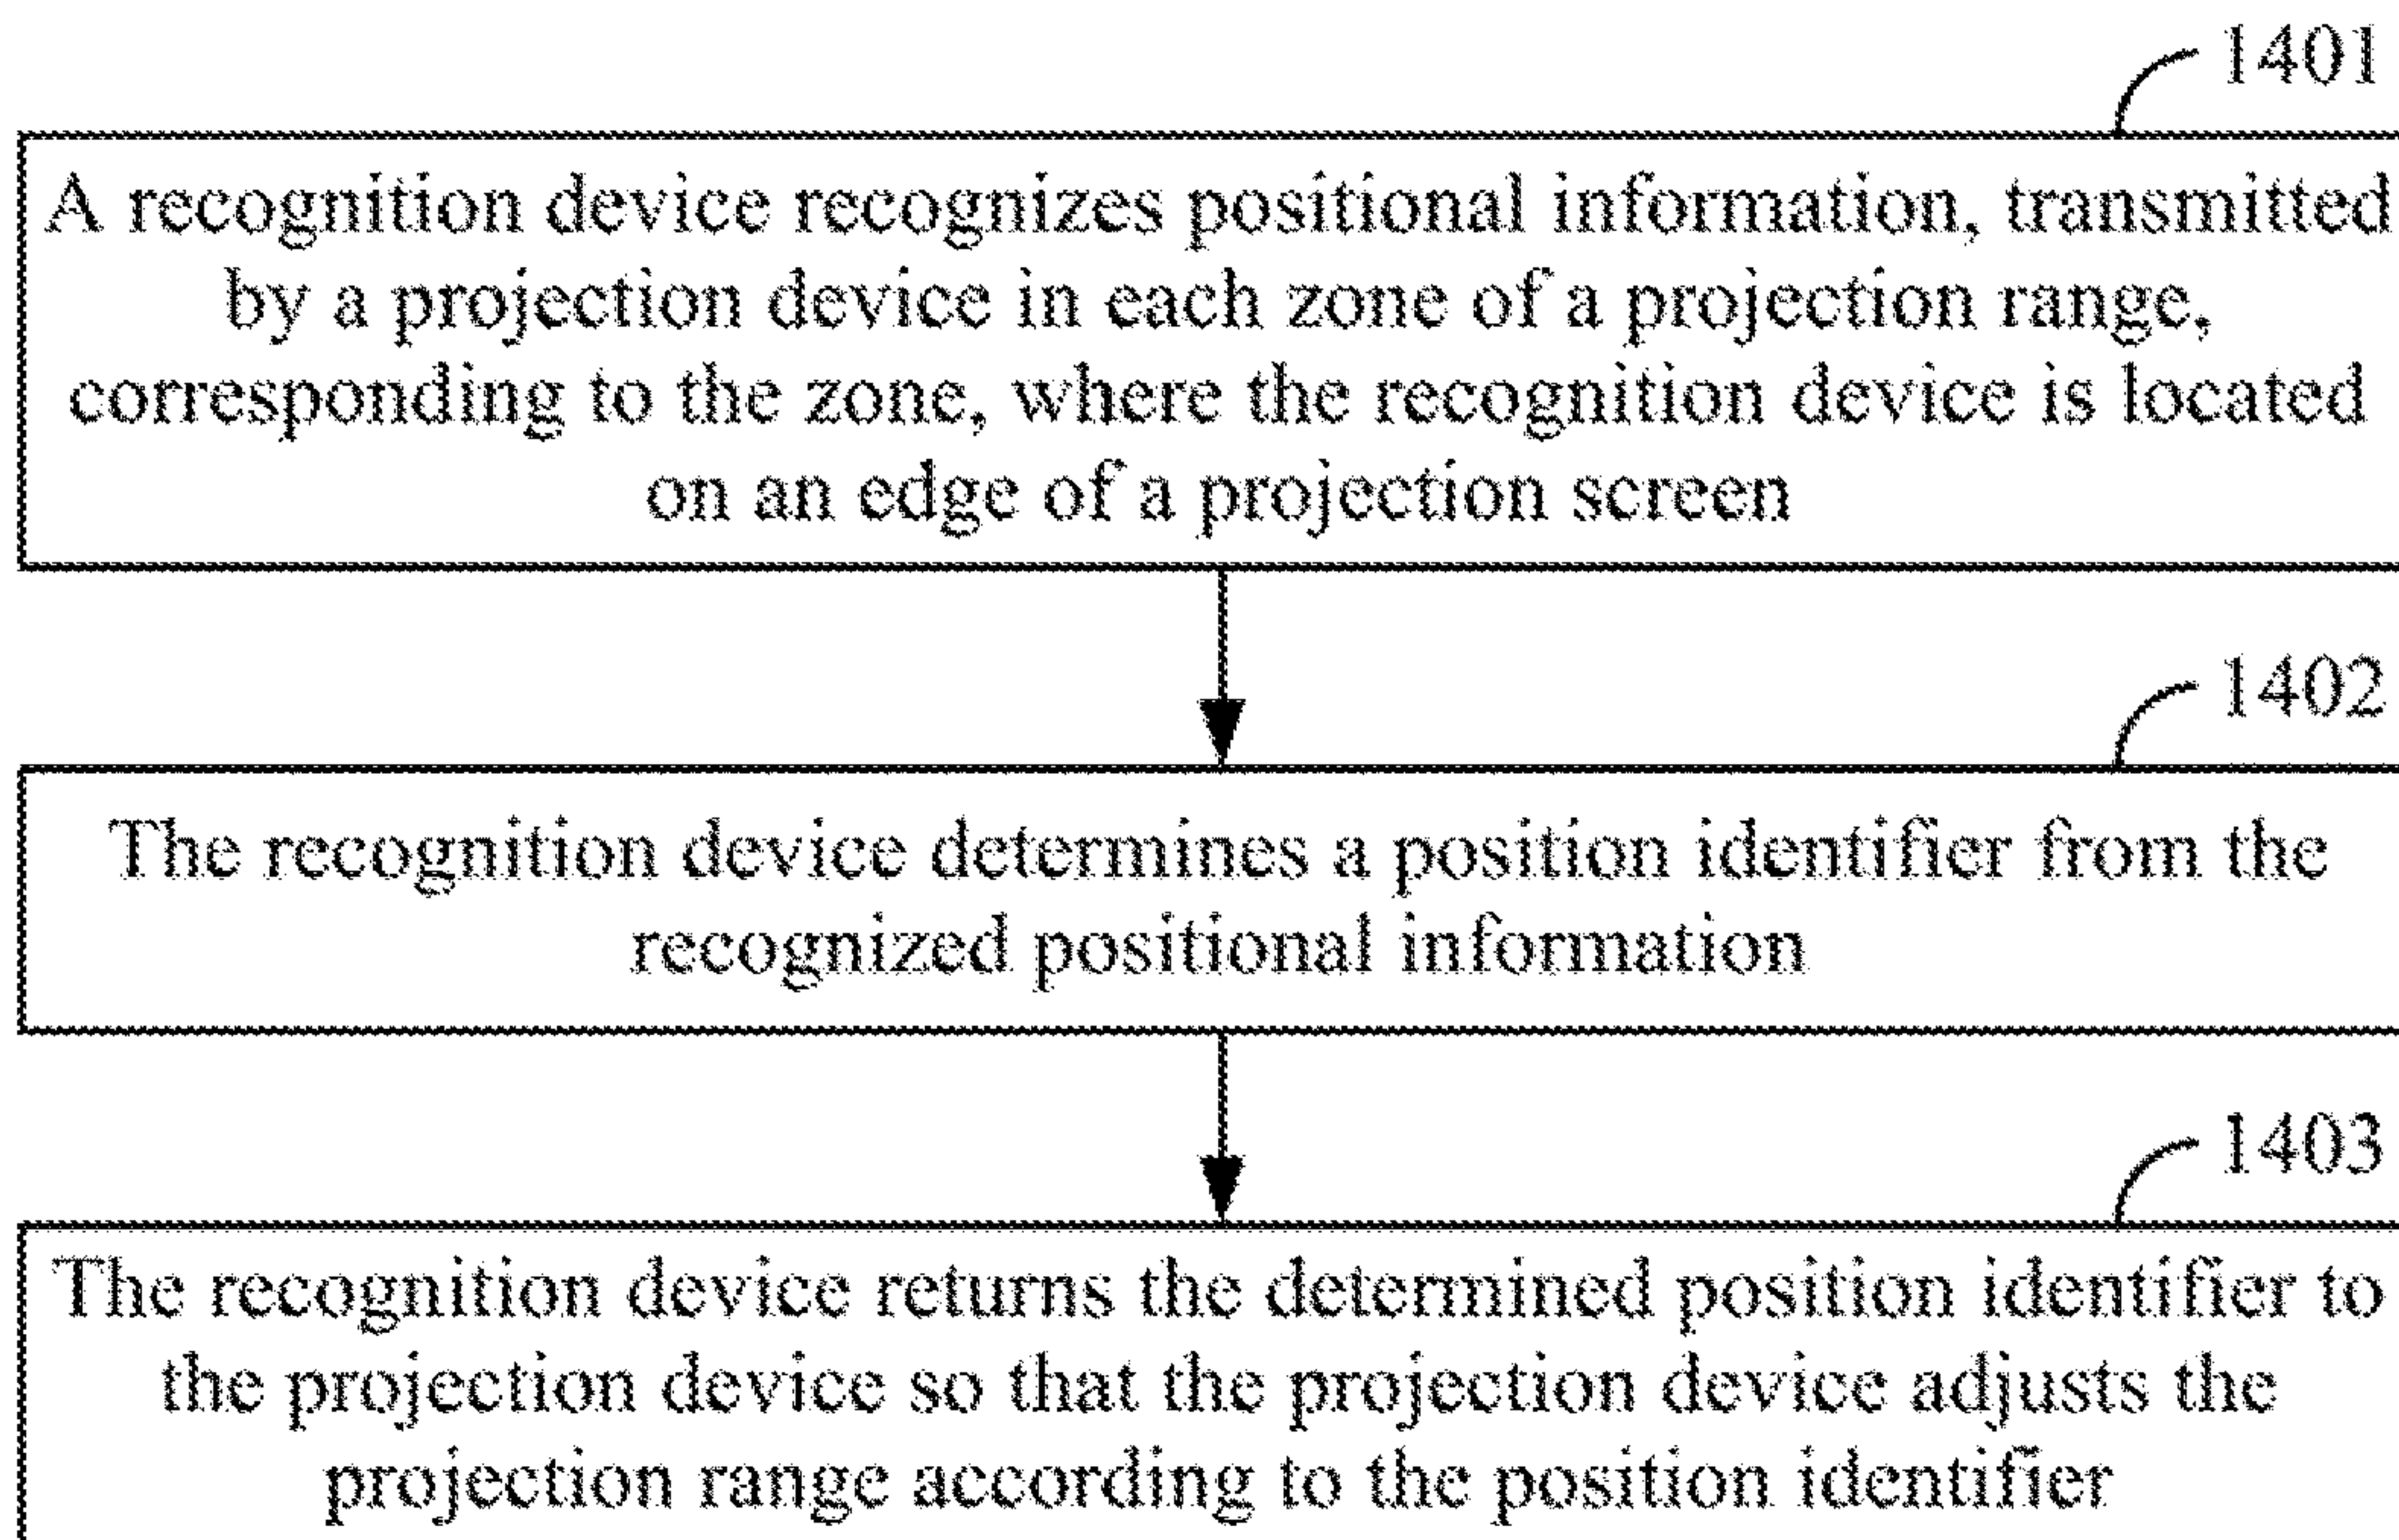 1401
A recognition device recognizes positional information, transmitted
by a projection device in each zone of a projection range,
corresponding to the zone, where the recognition device is located
on an edge of a projection screen
1402
The recognition device determines a position identifier from the
recognized positional information
1403
The recognition device returns the determined position identifier to
the projection device so that the projection device adjusts the
projection range according to the position identifier